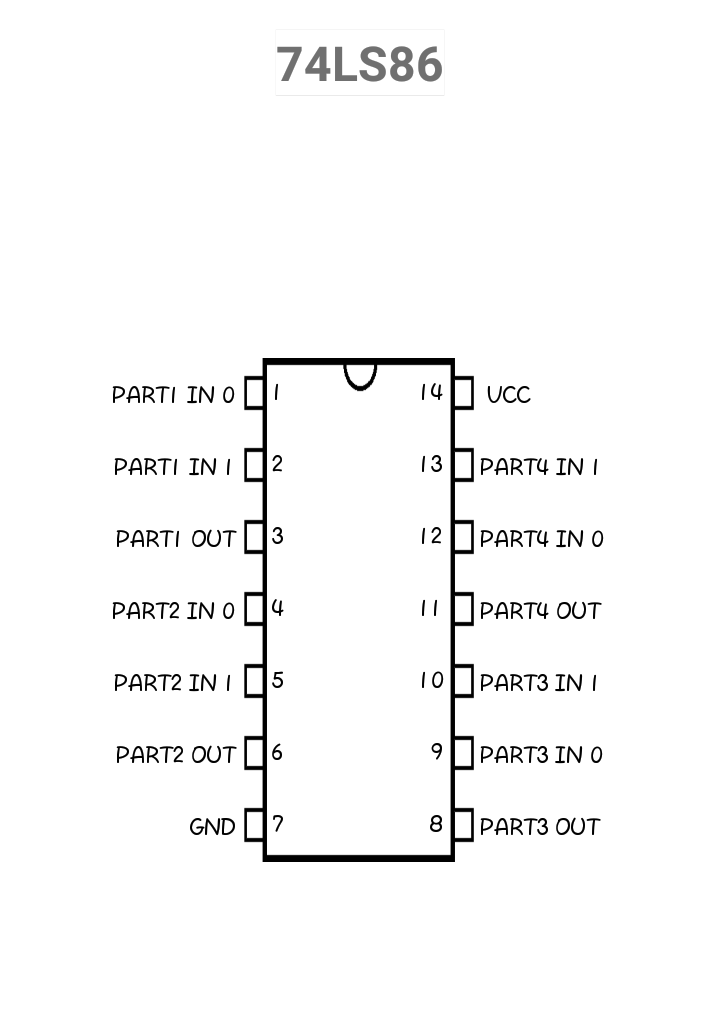 74LS86
PART1 IN 0 1 14 VCC
PART1 IN 1 2 13 PART4 IN 1
PART1 OUT 3 12 PART4 IN 0
PART2 IN 0 4 11 PART4 OUT
PART2 IN 1 5 10 PART3 IN 1
PART2 OUT 6 9 PART3 IN 0
GND 7 8 PART3 OUT